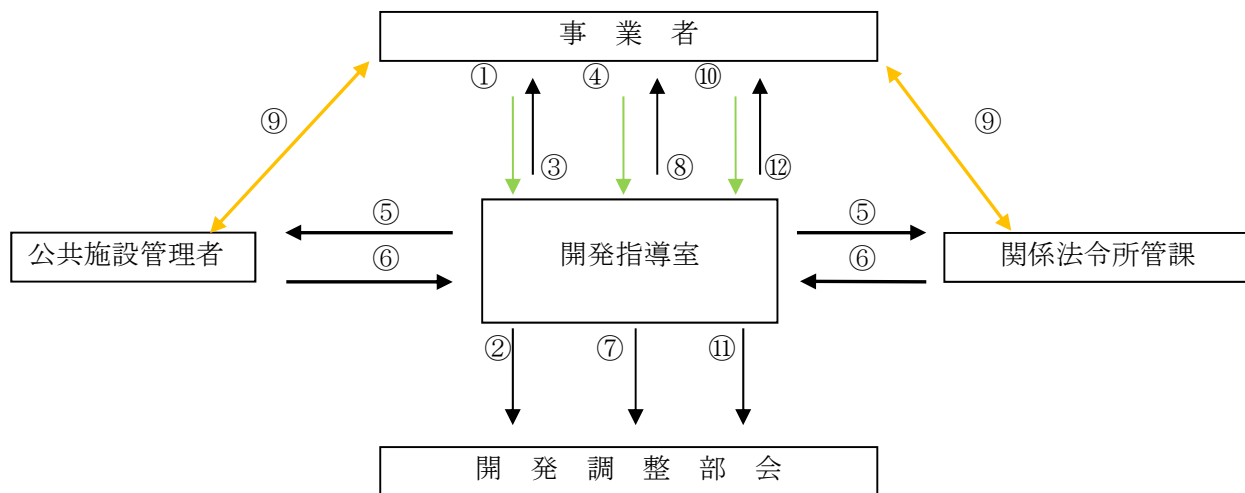 事 業 者
① ④ ⑩
⑨ ⑨
③ ⑧ ⑫
⑤ ⑤
公共施設管理者 開発指導室 関係法令所管課
⑥ ⑥
② ⑦ ⑪
開 発 調 整 部 会